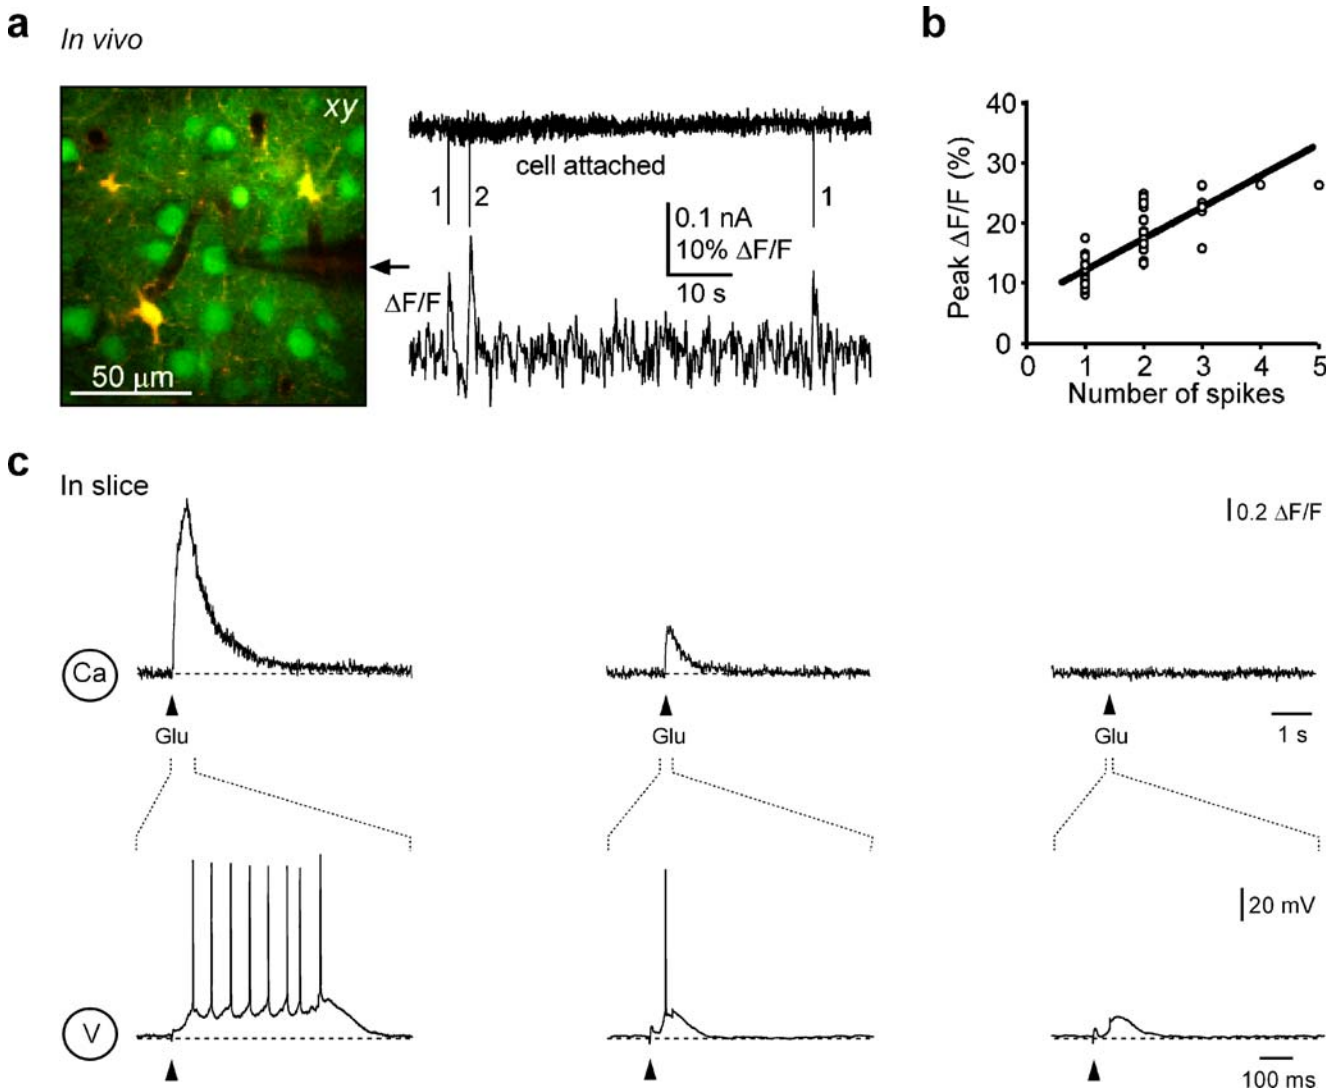 a
In vivo
xy
50 μm
cell attached
1
2
1
0.1 nA
10% ΔF/F
10 s
ΔF/F
b
Peak ΔF/F (%)
40
30
20
10
0
0 1 2 3 4 5
Number of spikes
c
In slice
0.2 ΔF/F
Ca
Glu
Glu
Glu
1 s
20 mV
V
100 ms